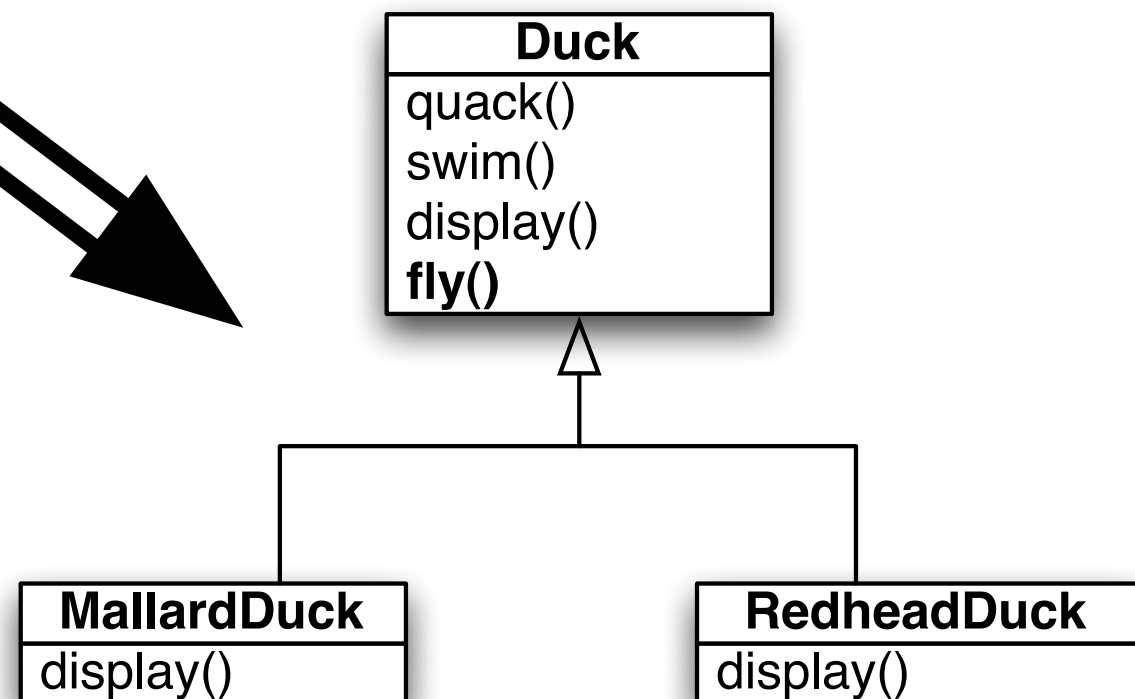 Duck
quack()
swim()
display()
fly()
MallardDuck
display()
RedheadDuck
display()